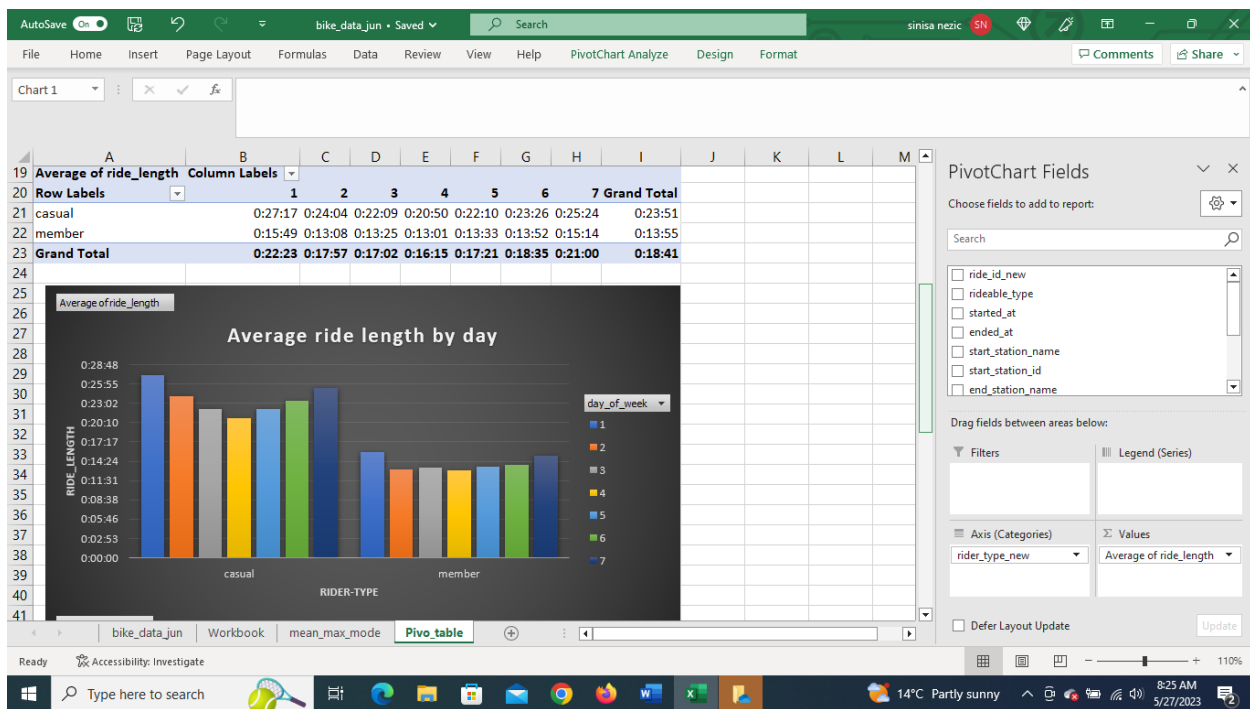 AutoSave On bike_data_jun • Saved Search sinisa nezic SN
File Home Insert Page Layout Formulas Data Review View Help PivotChart Analyze Design Format Comments Share
Chart 1 fx
A B C D E F G H I J K L M
19 Average of ride_length Column Labels
20 Row Labels 1 2 3 4 5 6 7 Grand Total
21 casual 0:27:17 0:24:04 0:22:09 0:20:50 0:22:10 0:23:26 0:25:24 0:23:51
22 member 0:15:49 0:13:08 0:13:25 0:13:01 0:13:33 0:13:52 0:15:14 0:13:55
23 Grand Total 0:22:23 0:17:57 0:17:02 0:16:15 0:17:21 0:18:35 0:21:00 0:18:41
24
25
26
27
28
29
30
31
32
33
34
35
36
37
38
39
40
41
Average of ride_length
Average ride length by day
RIDE_LENGTH
0:28:48
0:25:55
0:23:02
0:20:10
0:17:17
0:14:24
0:11:31
0:08:38
0:05:46
0:02:53
0:00:00
casual member
RIDER-TYPE
day_of_week
1
2
3
4
5
6
7
PivotChart Fields
Choose fields to add to report:
Search
ride_id_new
rideable_type
started_at
ended_at
start_station_name
start_station_id
end_station_name
Drag fields between areas below:
Filters
Legend (Series)
Axis (Categories)
rider_type_new
Σ Values
Average of ride_length
Defer Layout Update Update
bike_data_jun Workbook mean_max_mode Pivo_table
Ready Accessibility: Investigate 110%
Type here to search 14°C Partly sunny 8:25 AM
5/27/2023
2